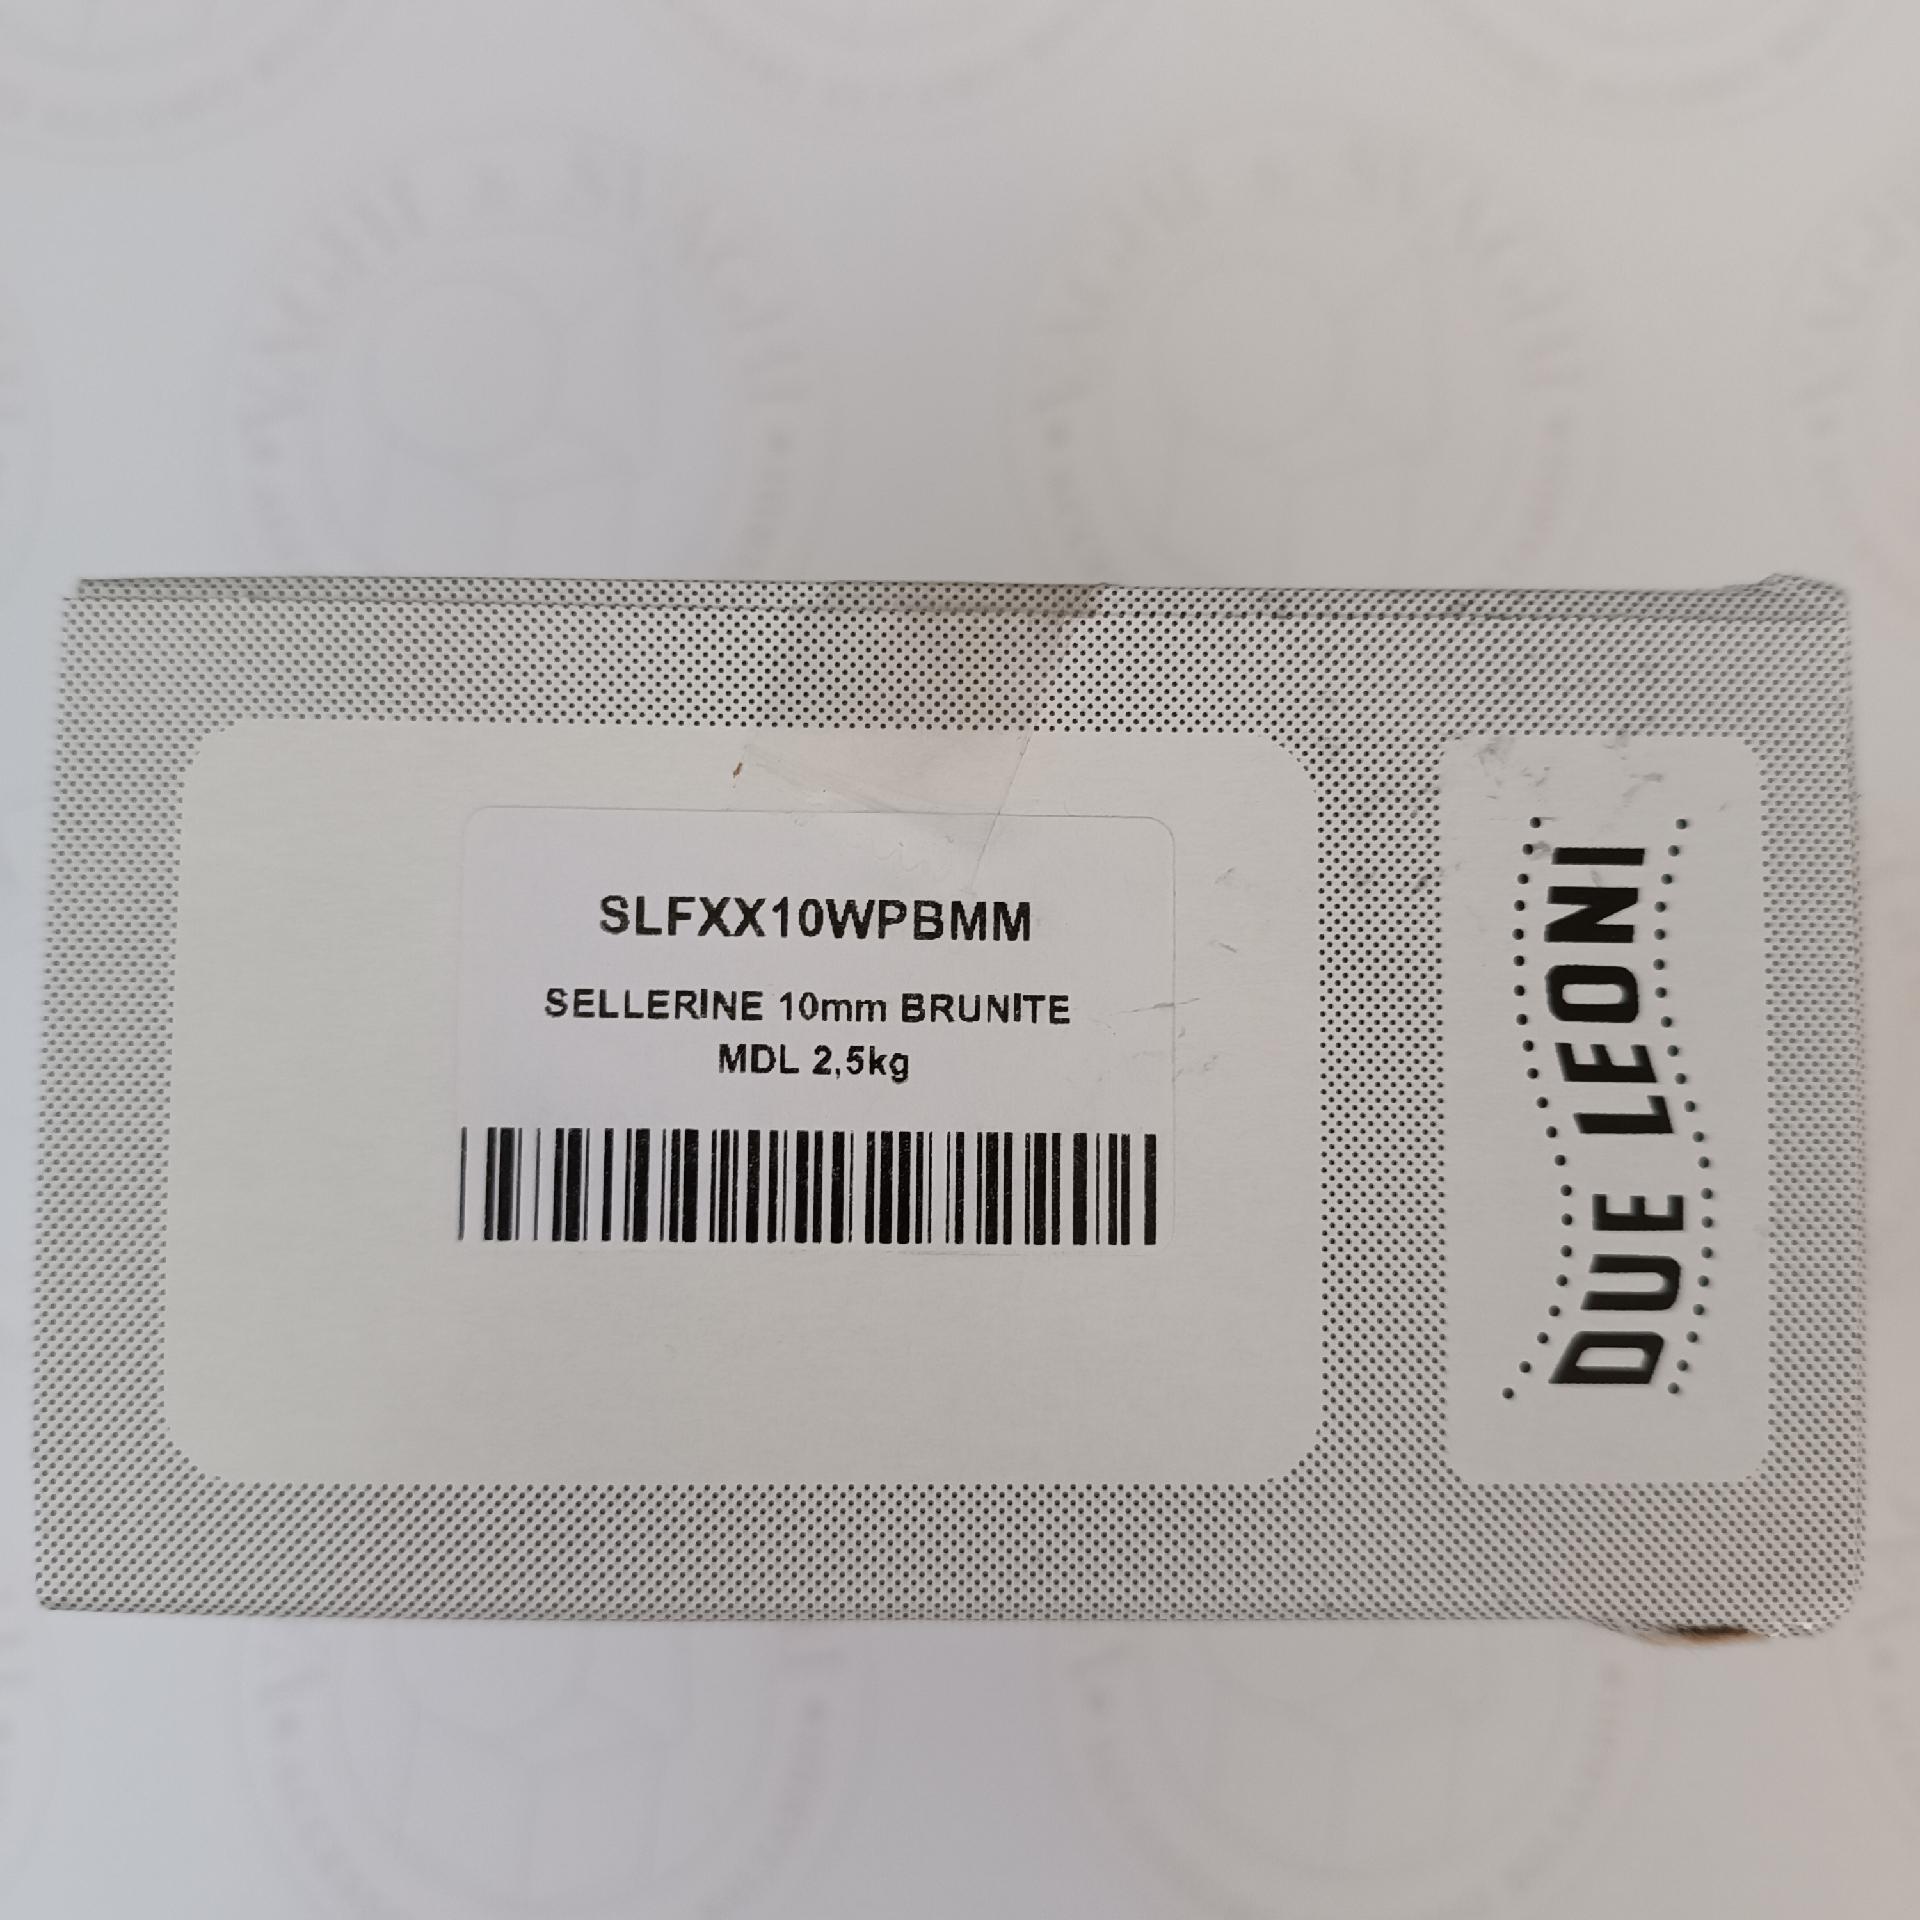 SLFXX10WPBMM
SELLERINE 10mm BRUNITE
MDL 2,5kg
DUE LEONI